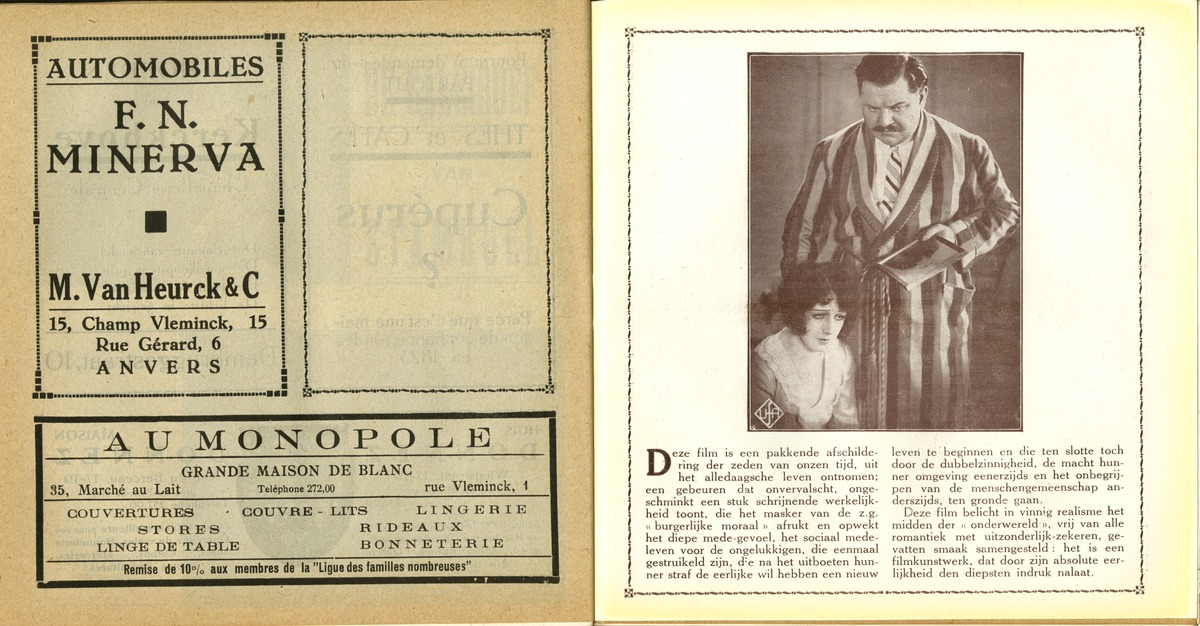 AUTOMOBILES
F. N.
MINERVA
M. Van Heurck & C
15, Champ Vleminck, 15
Rue Gérard, 6
ANVERS
AU MONOPOLE
GRANDE MAISON DE BLANC
35, Marché au Lait Téléphone 272,00 rue Vleminck, 1
COUVERTURES · COUVRE-LITS LINGERIE
STORES RIDEAUX
LINGE DE TABLE BONNETERIE
Remise de 10% aux membres de la "Ligue des familles nombreuses"
UFA
Deze film is een pakkende afschilde-
ring der zeden van onzen tijd, uit
het alledaagsche leven ontnomen;
een gebeuren dat onvervalscht, onge-
schminkt een stuk schrijnende werkelijk-
heid toont, die het masker van de z.g.
« burgerlijke moraal » afrukt en opwekt
het diepe mede-gevoel, het sociaal mede-
leven voor de ongelukkigen, die eenmaal
gestruikeld zijn, d'e na het uitboeten hun-
ner straf de eerlijke wil hebben een nieuw
leven te beginnen en die ten slotte toch
door de dubbelzinnigheid, de macht hun-
ner omgeving eenerzijds en het onbegrij-
pen van de menschengemeenschap an-
derszijds, ten gronde gaan.
Deze film belicht in vinnig realisme het
midden der « onderwereld », vrij van alle
romantiek met uitzonderlijk-zekeren, ge-
vatten smaak samengesteld : het is een
filmkunstwerk, dat door zijn absolute eer-
lijkheid den diepsten indruk nalaat.